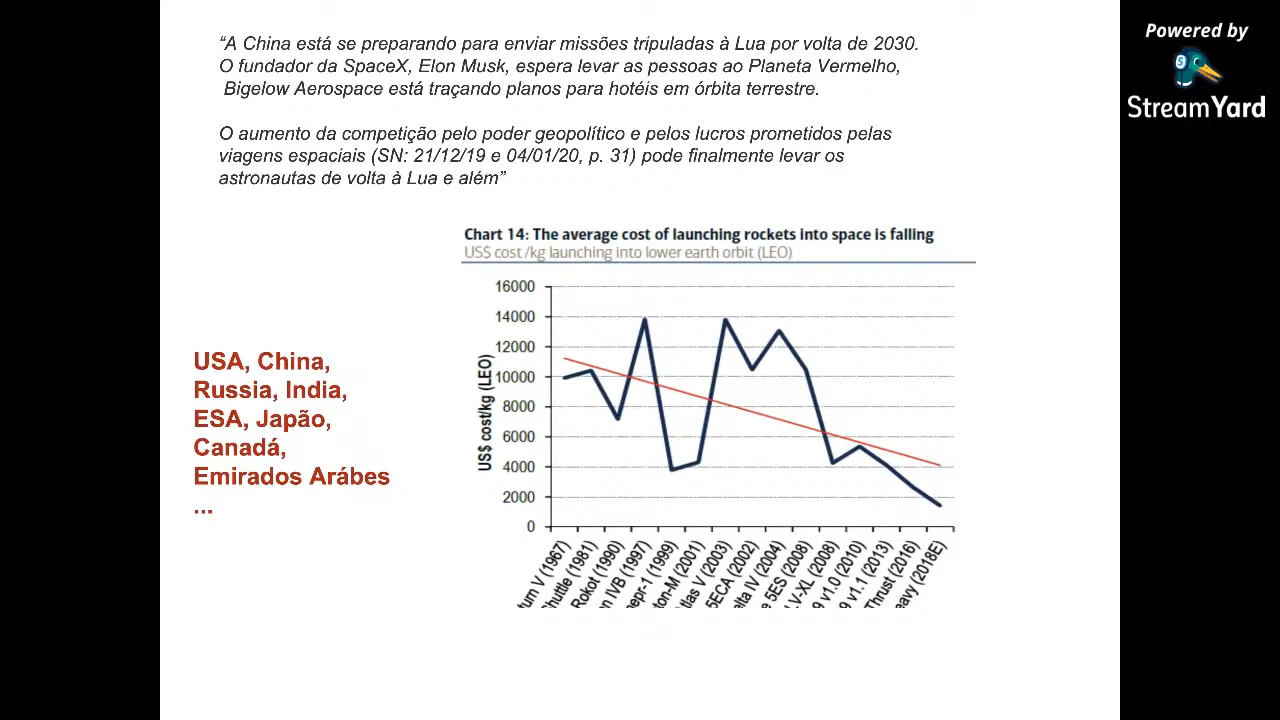 “A China está se preparando para enviar missões tripuladas à Lua por volta de 2030.
O fundador da SpaceX, Elon Musk, espera levar as pessoas ao Planeta Vermelho,
Bigelow Aerospace está traçando planos para hotéis em órbita terrestre.
O aumento da competição pelo poder geopolítico e pelos lucros prometidos pelas
viagens espaciais (SN: 21/12/19 e 04/01/20, p. 31) pode finalmente levar os
astronautas de volta à Lua e além”
Powered by
StreamYard
Chart 14: The average cost of launching rockets into space is falling
US$ cost /kg launching into lower earth orbit (LEO)
USA, China,
Russia, India,
ESA, Japão,
Canadá,
Emirados Arábes
...
US$ cost/kg (LEO)
16000
14000
12000
10000
8000
6000
4000
2000
0
(1967)
(1981)
Rokot (1990)
IVB (1997)
(1999)
(2001)
V (2003)
5ECA (2002)
IV (2004)
5ES (2008)
(2008)
v1.0 (2010)
v1.1 (2013)
Thrust (2016)
(2018E)